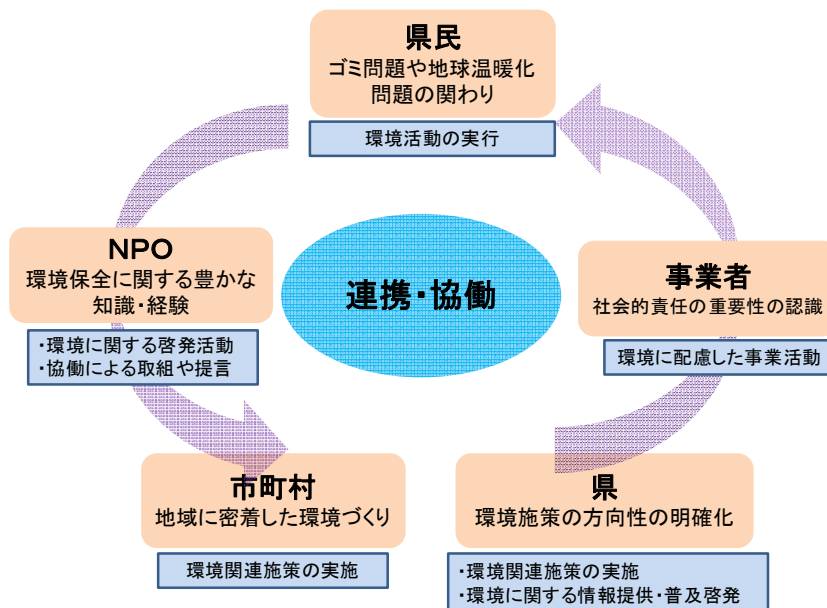 県民
ゴミ問題や地球温暖化
問題の関わり
環境活動の実行
NPO
環境保全に関する豊かな
知識・経験
・環境に関する啓発活動
・協働による取組や提言
連携・協働
事業者
社会的責任の重要性の認識
環境に配慮した事業活動
市町村
地域に密着した環境づくり
環境関連施策の実施
県
環境施策の方向性の明確化
・環境関連施策の実施
・環境に関する情報提供・普及啓発